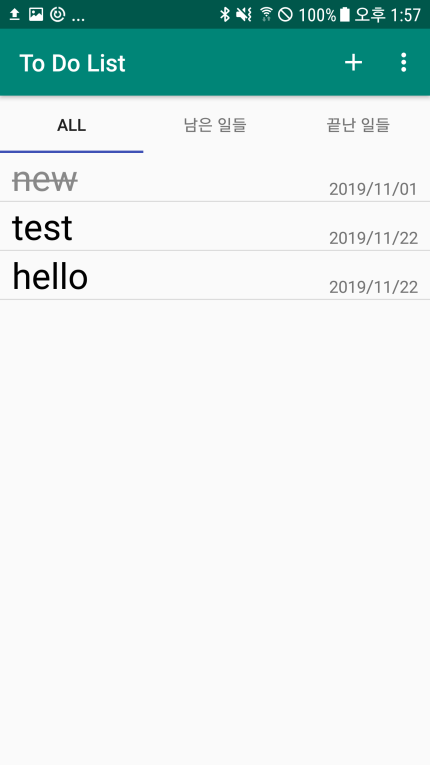 ... 100% 오후 1:57
To Do List
ALL 남은 일들 끝난 일들
new 2019/11/01
test 2019/11/22
hello 2019/11/22